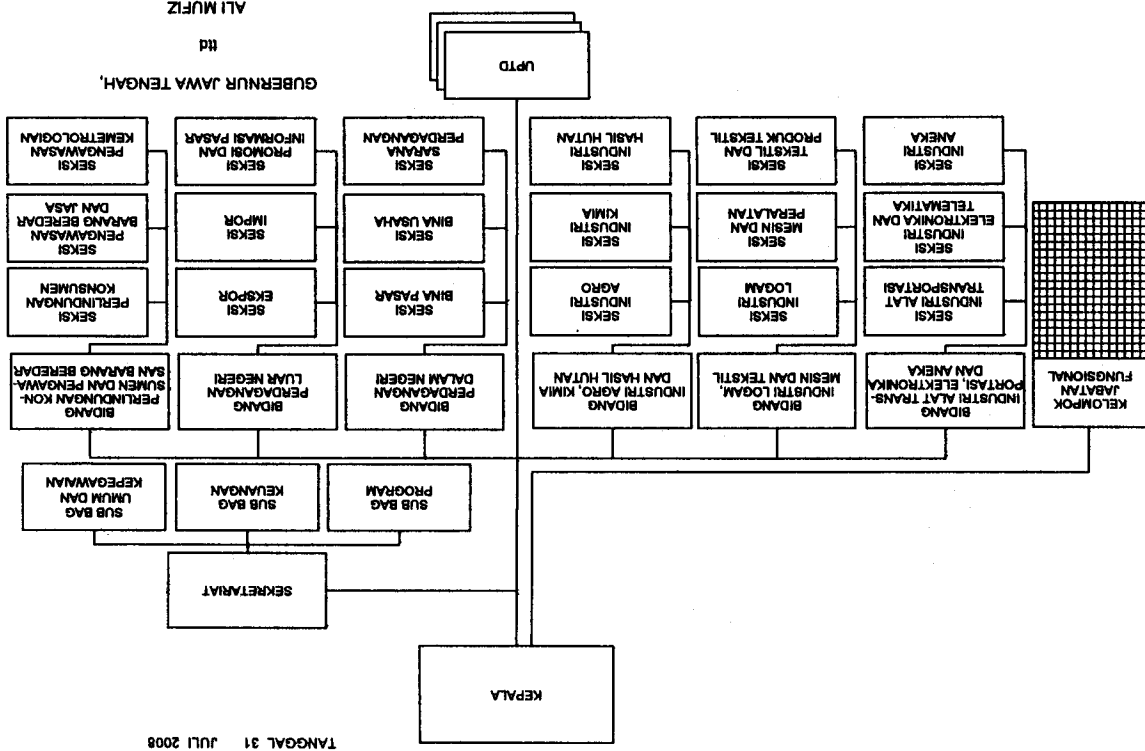 TANGGAL 31 JULI 2008
KEPALA
SEKRETARIAT
SUB BAG
PROGRAM
SUB BAG
KEUANGAN
SUB BAG
UMUM DAN
KEPEGAWAIAN
KELOMPOK
JABATAN
FUNGSIONAL
BIDANG
INDUSTRI ALAT TRANS-
PORTASI, ELEKTRONIKA
DAN ANEKA
BIDANG
INDUSTRI LOGAM,
MESIN DAN TEKSTIL
BIDANG
INDUSTRI AGRO, KIMIA
DAN HASIL HUTAN
BIDANG
PERDAGANGAN
DALAM NEGERI
BIDANG
PERDAGANGAN
LUAR NEGERI
BIDANG
PERLINDUNGAN KON-
SUMEN DAN PENGAWA-
SAN BARANG BEREDAR
SEKSI
INDUSTRI ALAT
TRANSPORTASI
SEKSI
INDUSTRI
LOGAM
SEKSI
INDUSTRI
AGRO
SEKSI
BINA PASAR
SEKSI
EKSPOR
SEKSI
PERLINDUNGAN
KONSUMEN
SEKSI
INDUSTRI
ELEKTRONIKA DAN
TELEMATIKA
SEKSI
MESIN DAN
PERALATAN
SEKSI
INDUSTRI
KIMIA
SEKSI
BINA USAHA
SEKSI
IMPOR
SEKSI
PENGAWASAN
BARANG BEREDAR
DAN JASA
SEKSI
INDUSTRI
ANEKA
SEKSI
TEKSTIL DAN
PRODUK TEKSTIL
SEKSI
INDUSTRI
HASIL HUTAN
SEKSI
SARANA
PERDAGANGAN
SEKSI
PROMOSI DAN
INFORMASI PASAR
SEKSI
PENGAWASAN
KEMETROLOGIAN
UPTD
GUBERNUR JAWA TENGAH,
ttd
ALI MUFIZ